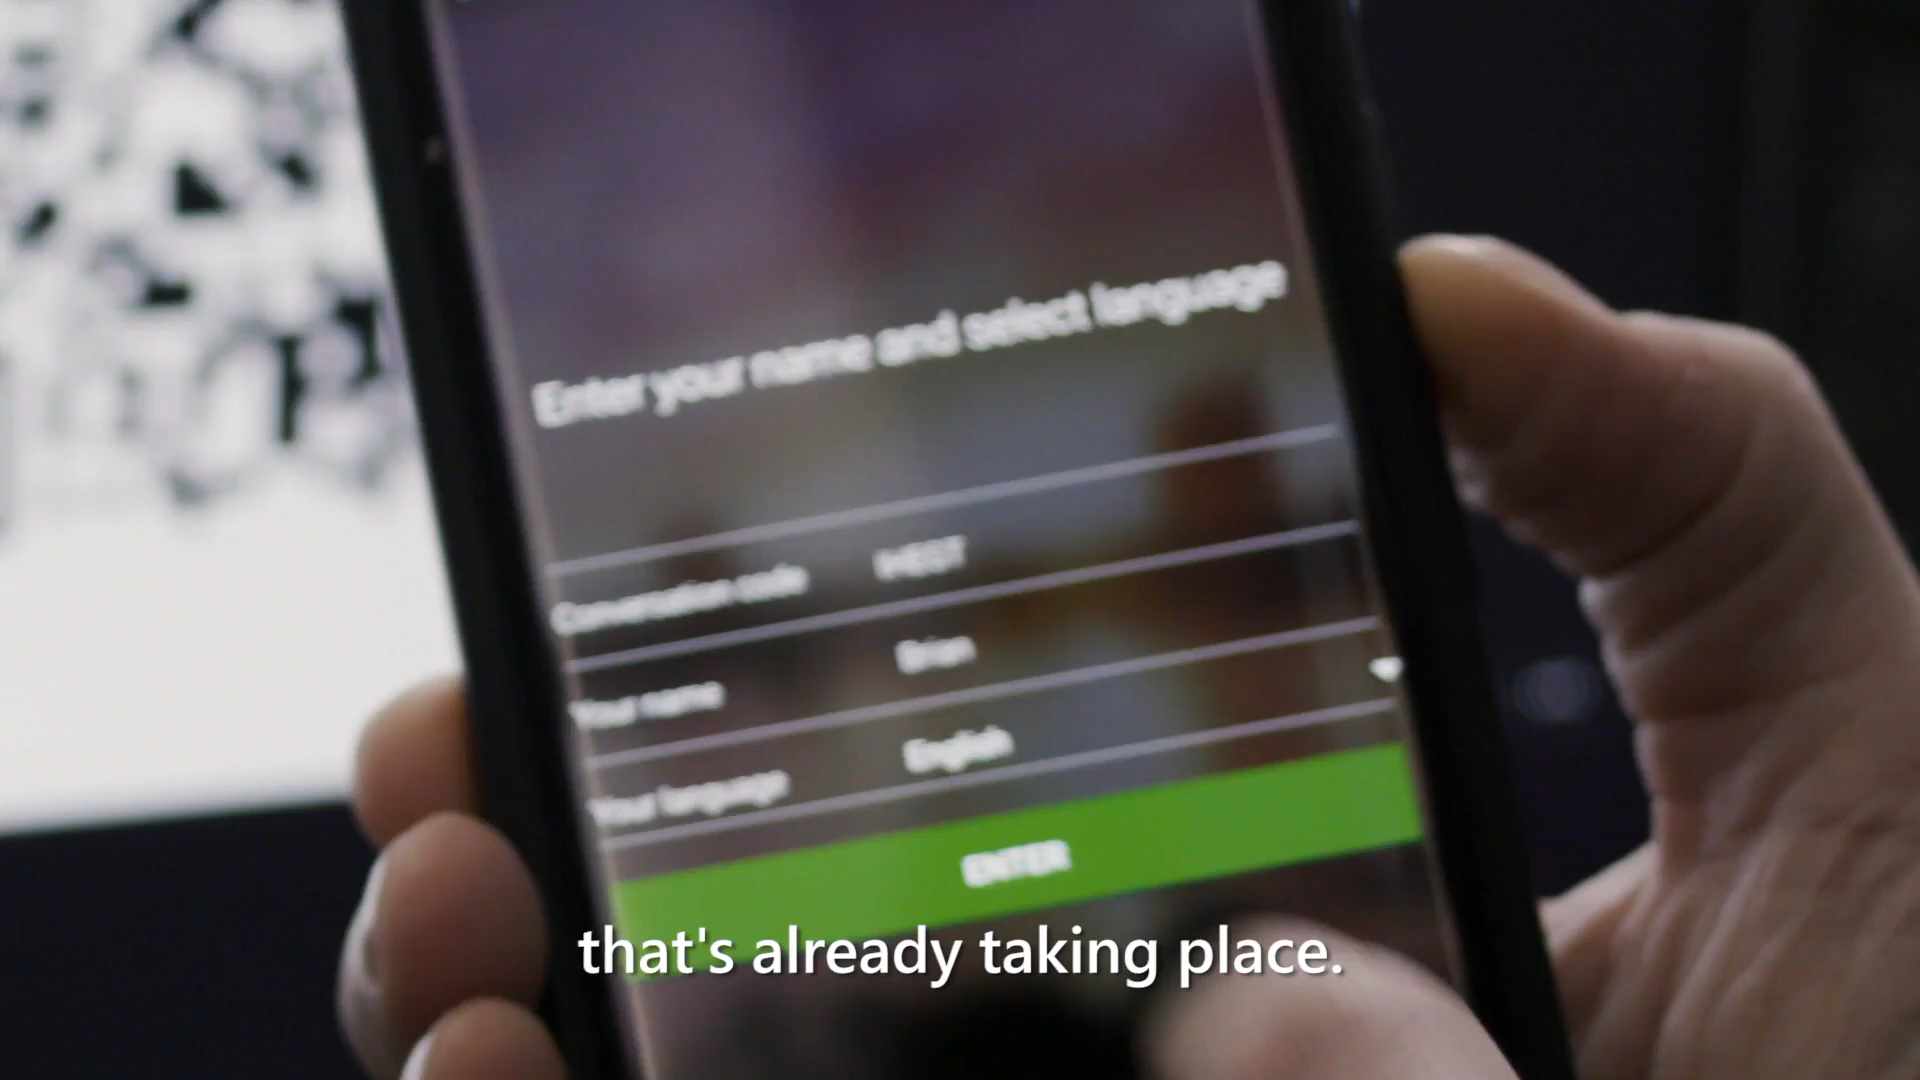 Enter your name and select language
Conversation code
Your name Brian
Your language English
ENTER
that's already taking place.